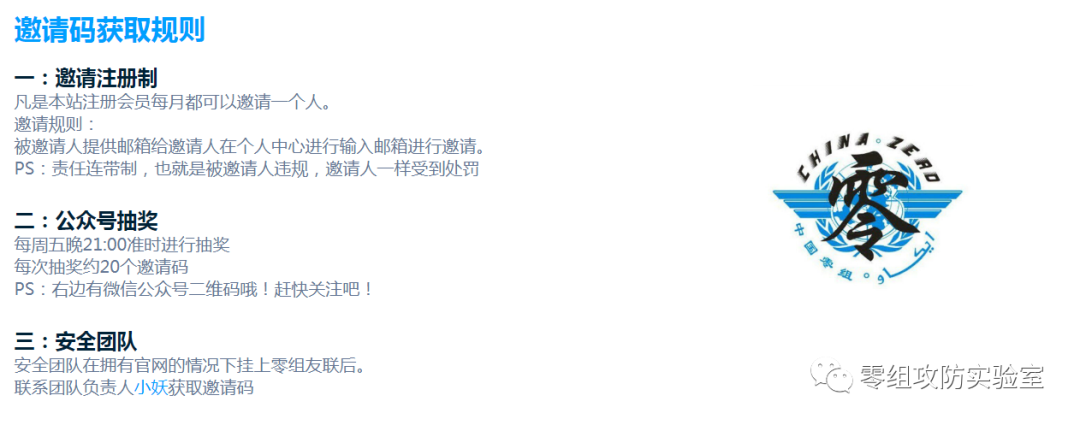 邀请码获取规则
一：邀请注册制
凡是本站注册会员每月都可以邀请一个人。
邀请规则：
被邀请人提供邮箱给邀请人在个人中心进行输入邮箱进行邀请。
PS：责任连带制，也就是被邀请人违规，邀请人一样受到处罚
二：公众号抽奖
每周五晚21:00准时进行抽奖
每次抽奖约20个邀请码
PS：右边有微信公众号二维码哦！赶快关注吧！
三：安全团队
安全团队在拥有官网的情况下挂上零组友联后。
联系团队负责人小妖获取邀请码
CHINA·ZERO
零
中国零组
ايكاو
零组攻防实验室